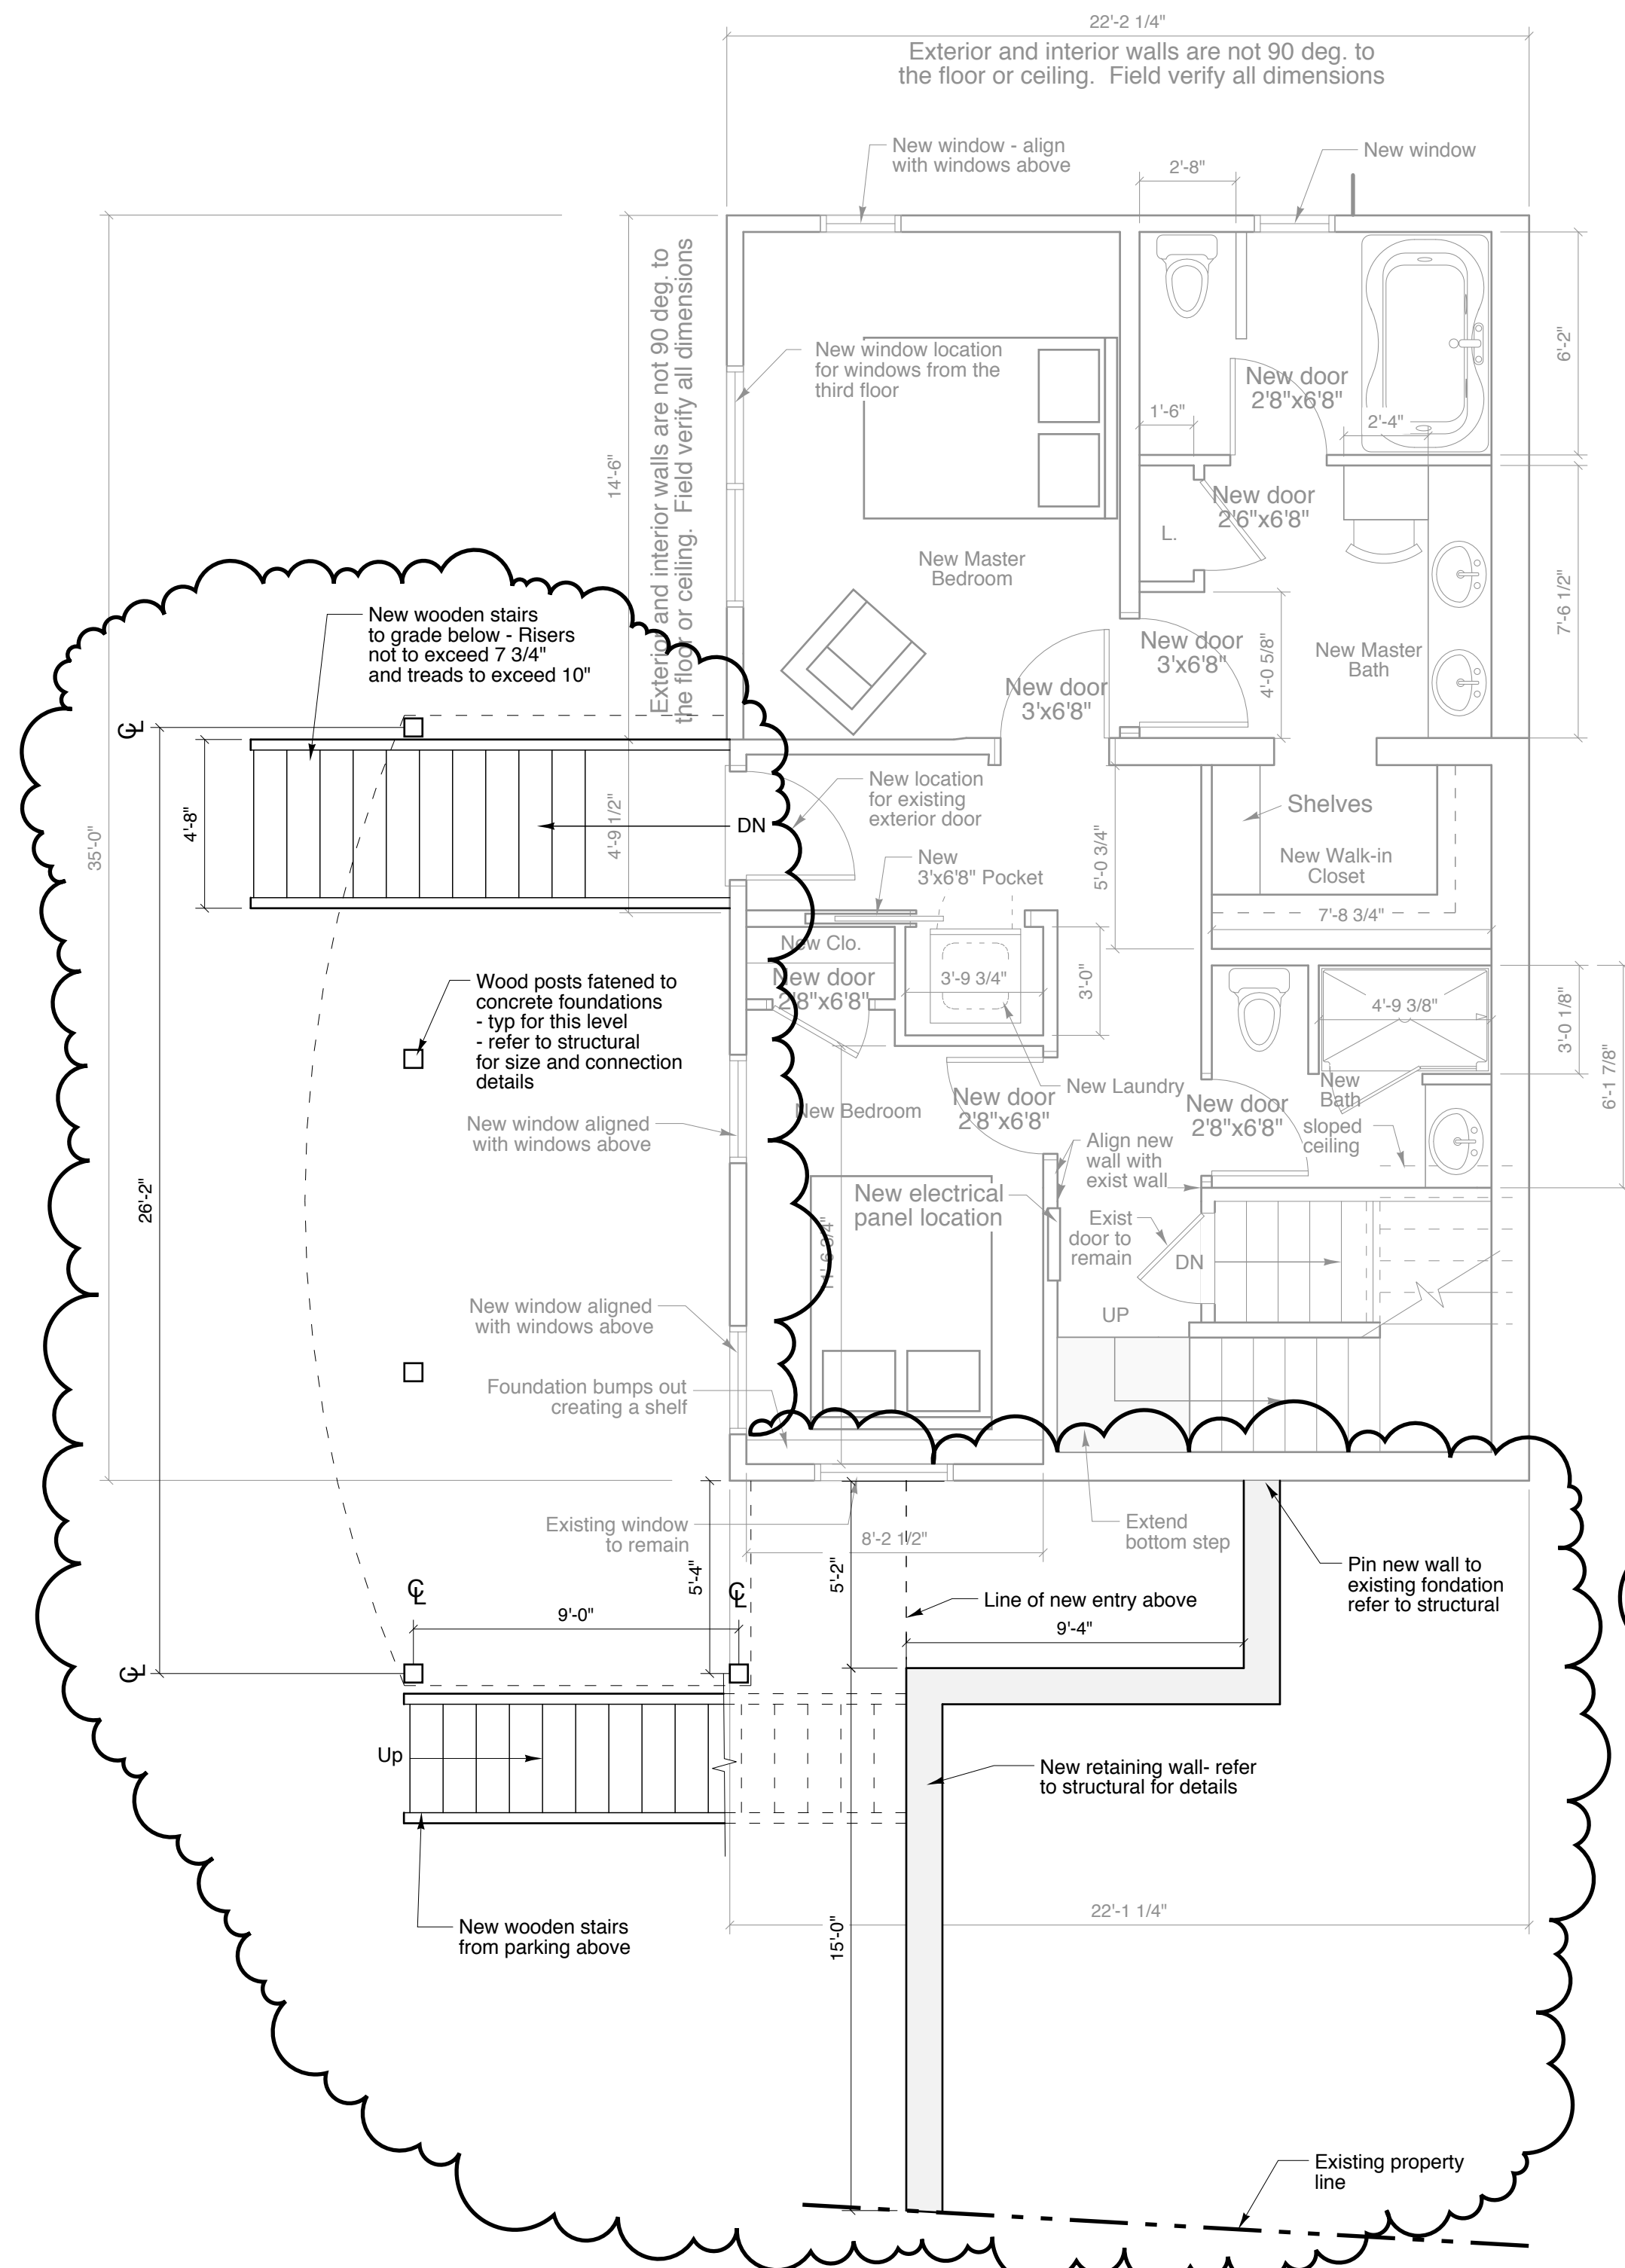 22'-2 1/4"
Exterior and interior walls are not 90 deg. to
the floor or ceiling.  Field verify all dimensions
New window - align
with windows above
2'-8"
New window
Exterior and interior walls are not 90 deg. to
the floor or ceiling.  Field verify all dimensions
14'-6"
New window location
for windows from the
third floor
New door
2'8"x6'8"
6'-2"
1'-6"
2'-4"
New door
2'6"x6'8"
L.
New Master
Bedroom
7'-6 1/2"
New wooden stairs
to grade below - Risers
not to exceed 7 3/4"
and treads to exceed 10"
New door
3'x6'8"
4'-0 5/8"
New Master
Bath
New door
3'x6'8"
CL
4'-8"
35'-0"
4'-9 1/2"
DN
New location
for existing
exterior door
Shelves
New Walk-in
Closet
5'-0 3/4"
New
3'x6'8" Pocket
7'-8 3/4"
New Clo.
New door
2'8"x6'8"
3'-9 3/4"
3'-0"
4'-9 3/8"
3'-0 1/8"
6'-1 7/8"
Wood posts fatened to
concrete foundations
- typ for this level
- refer to structural
for size and connection
details
New Laundry
New Bedroom
New door
2'8"x6'8"
New door
2'8"x6'8"
New
Bath
sloped
ceiling
New window aligned
with windows above
Align new
wall with
exist wall
26'-2"
New electrical
panel location
Exist
door to
remain
DN
UP
New window aligned
with windows above
Foundation bumps out
creating a shelf
Existing window
to remain
8'-2 1/2"
Extend
bottom step
5'-4"
5'-2"
Pin new wall to
existing fondation
refer to structural
CL
CL
9'-0"
Line of new entry above
9'-4"
CL
Up
New retaining wall- refer
to structural for details
New wooden stairs
from parking above
22'-1 1/4"
15'-0"
Existing property
line